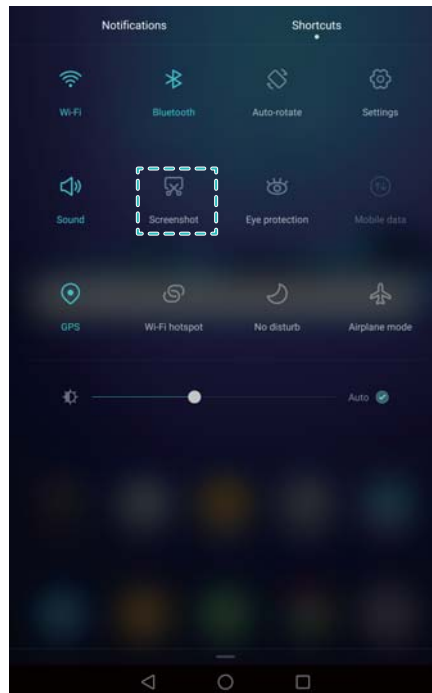 Notifications Shortcuts
Wi-Fi Bluetooth Auto-rotate Settings
Sound Screenshot Eye protection Mobile data
GPS Wi-Fi hotspot No disturb Airplane mode
Auto